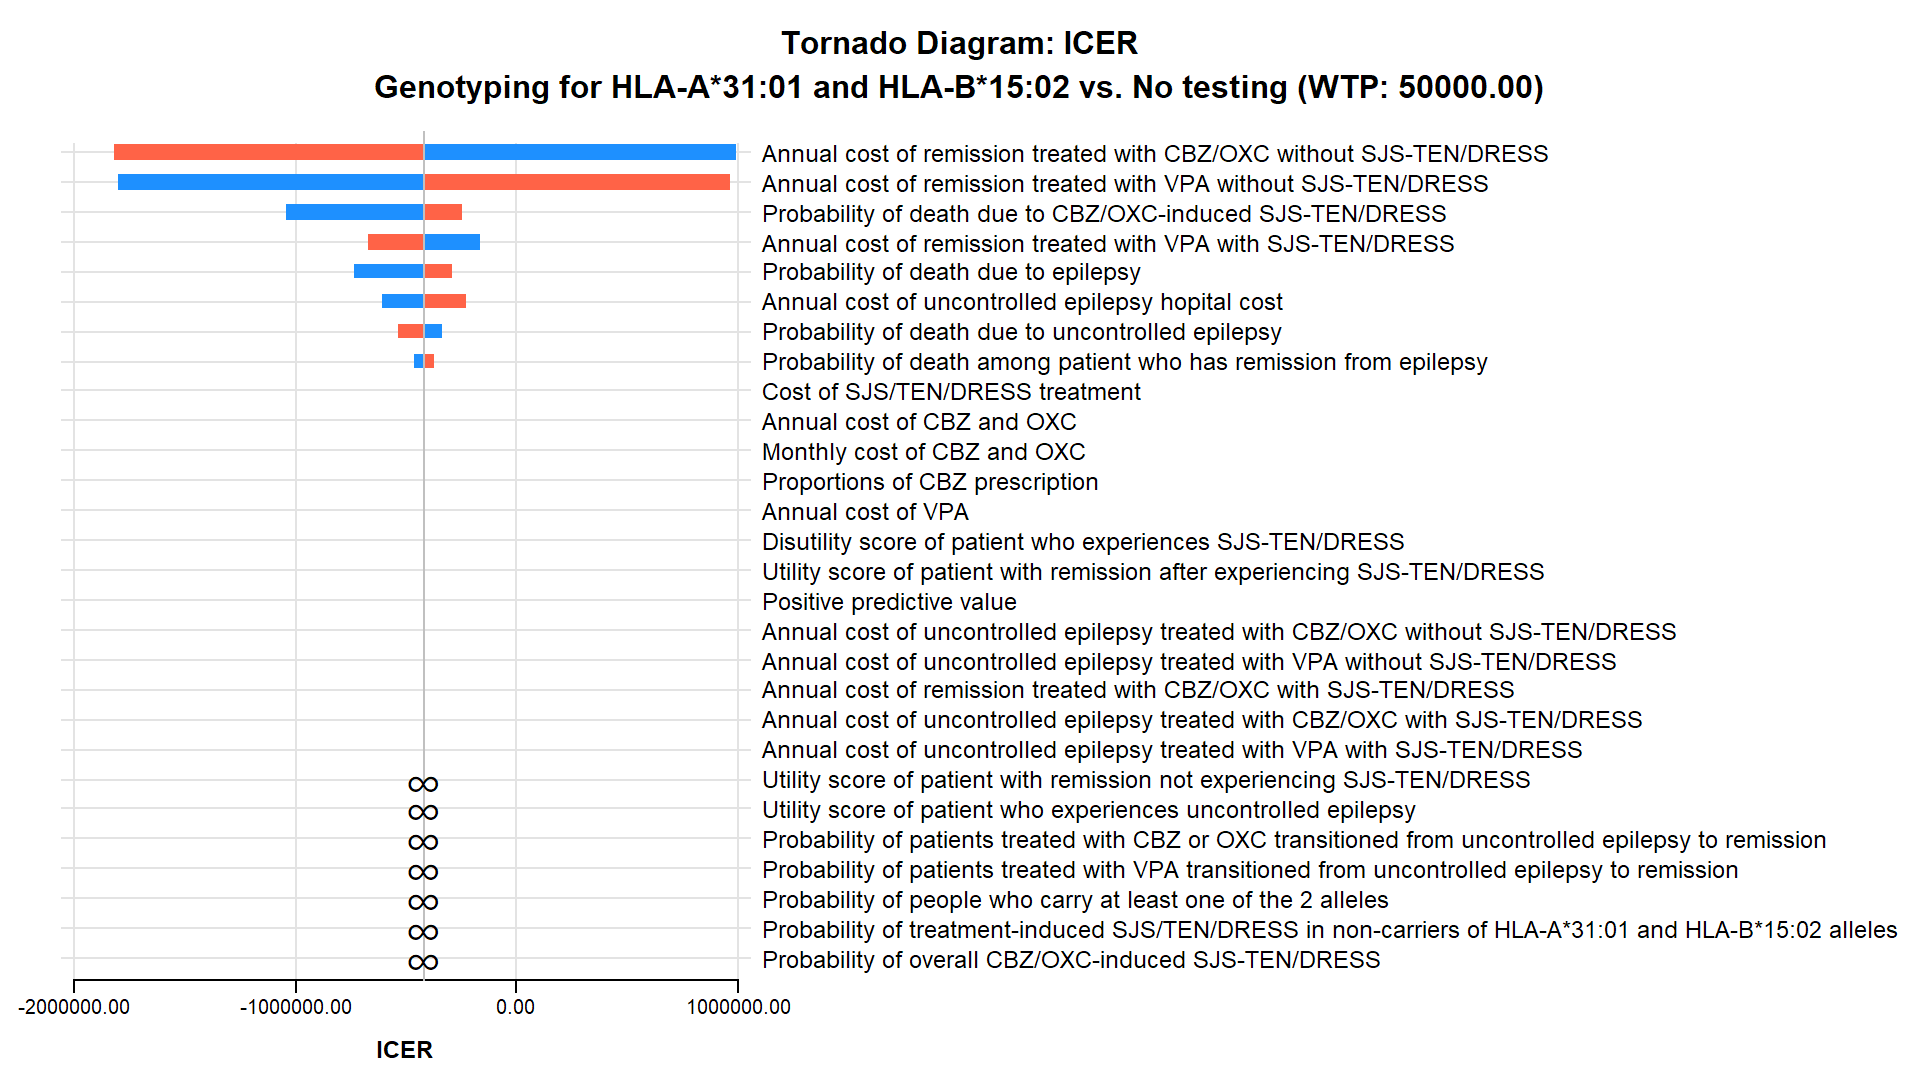 Tornado Diagram: ICER
Genotyping for HLA-A*31:01 and HLA-B*15:02 vs. No testing (WTP: 50000.00)
Annual cost of remission treated with CBZ/OXC without SJS-TEN/DRESS
Annual cost of remission treated with VPA without SJS-TEN/DRESS
Probability of death due to CBZ/OXC-induced SJS-TEN/DRESS
Annual cost of remission treated with VPA with SJS-TEN/DRESS
Probability of death due to epilepsy
Annual cost of uncontrolled epilepsy hopital cost
Probability of death due to uncontrolled epilepsy
Probability of death among patient who has remission from epilepsy
Cost of SJS/TEN/DRESS treatment
Annual cost of CBZ and OXC
Monthly cost of CBZ and OXC
Proportions of CBZ prescription
Annual cost of VPA
Disutility score of patient who experiences SJS-TEN/DRESS
Utility score of patient with remission after experiencing SJS-TEN/DRESS
Positive predictive value
Annual cost of uncontrolled epilepsy treated with CBZ/OXC without SJS-TEN/DRESS
Annual cost of uncontrolled epilepsy treated with VPA without SJS-TEN/DRESS
Annual cost of remission treated with CBZ/OXC with SJS-TEN/DRESS
Annual cost of uncontrolled epilepsy treated with CBZ/OXC with SJS-TEN/DRESS
Annual cost of uncontrolled epilepsy treated with VPA with SJS-TEN/DRESS
∞ Utility score of patient with remission not experiencing SJS-TEN/DRESS
∞ Utility score of patient who experiences uncontrolled epilepsy
∞ Probability of patients treated with CBZ or OXC transitioned from uncontrolled epilepsy to remission
∞ Probability of patients treated with VPA transitioned from uncontrolled epilepsy to remission
∞ Probability of people who carry at least one of the 2 alleles
∞ Probability of treatment-induced SJS/TEN/DRESS in non-carriers of HLA-A*31:01 and HLA-B*15:02 alleles
∞ Probability of overall CBZ/OXC-induced SJS-TEN/DRESS
-2000000.00 -1000000.00 0.00 1000000.00
ICER